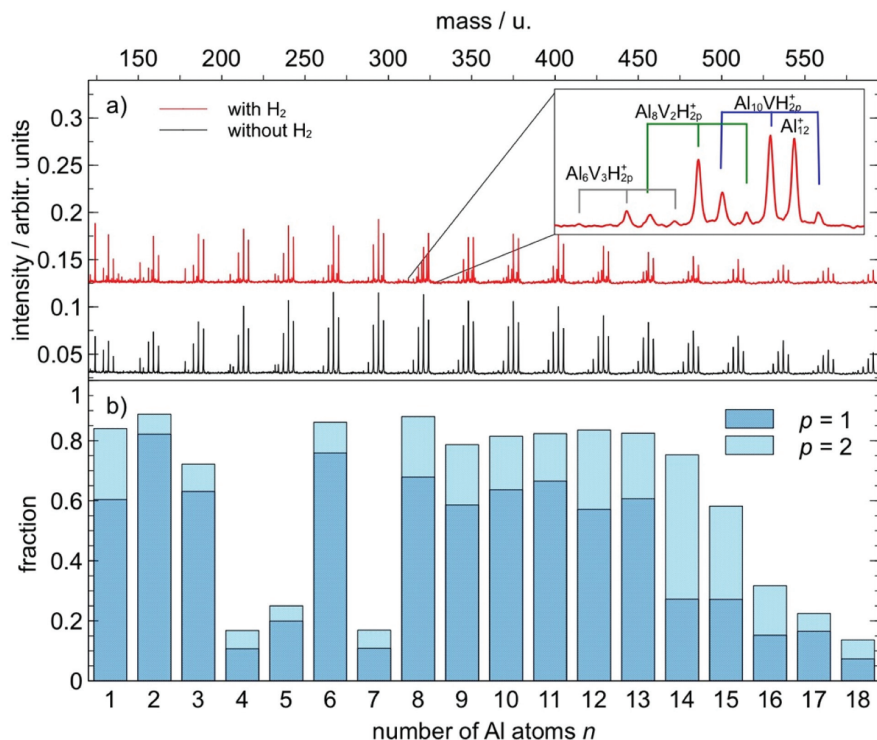 mass / u.
150 200 250 300 350 400 450 500 550
a)
with H₂
without H₂
Al₁₀VH₂ₚ⁺
Al₈V₂H₂ₚ⁺
Al₁₂⁺
Al₆V₃H₂ₚ⁺
intensity / arbitr. units
0.3
0.25
0.2
0.15
0.1
0.05
b)
p = 1
p = 2
fraction
1
0.8
0.6
0.4
0.2
0
1 2 3 4 5 6 7 8 9 10 11 12 13 14 15 16 17 18
number of Al atoms n